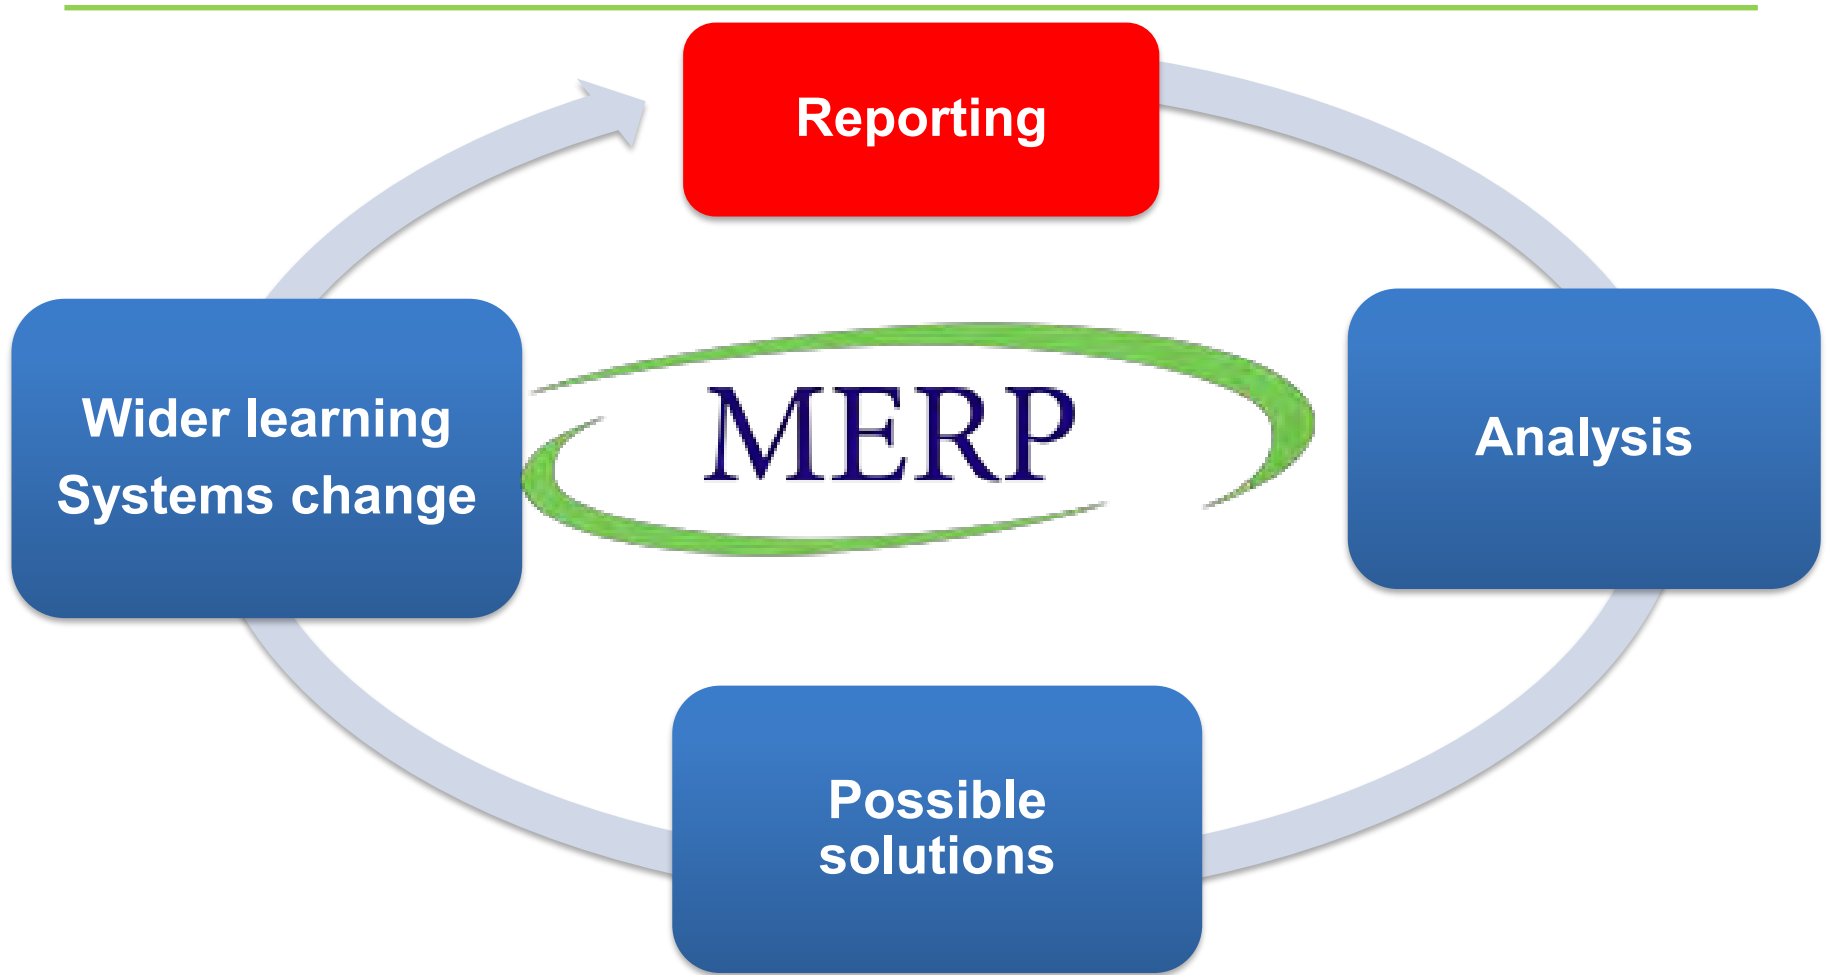 Reporting
Wider learning
Systems change
MERP
Analysis
Possible
solutions